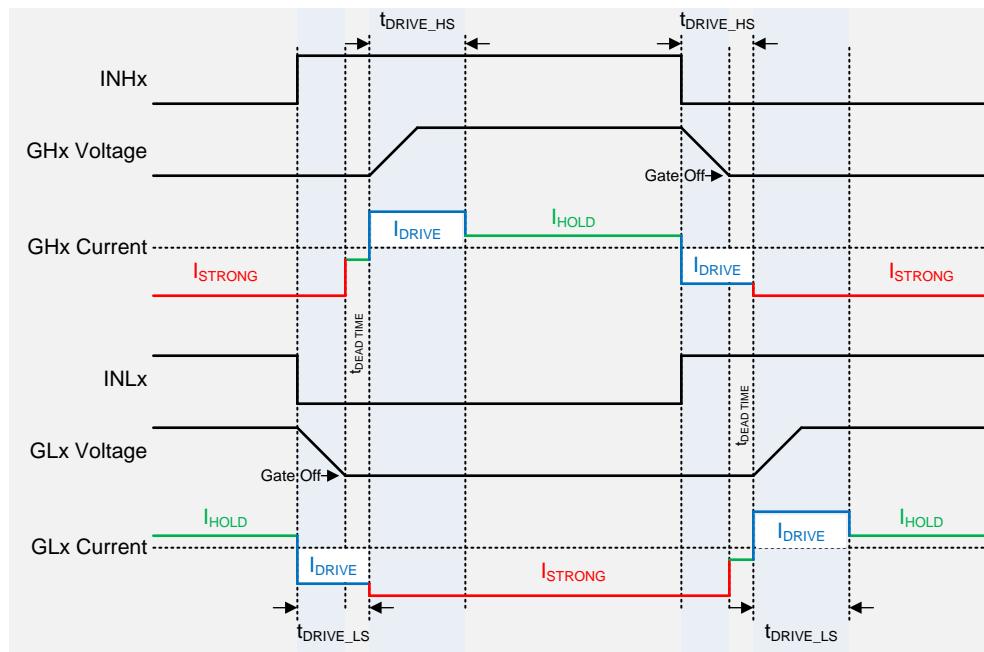 tDRIVE_HS
tDRIVE_HS
INHx
GHx Voltage
Gate Off
IHOLD
IDRIVE
GHx Current
IDRIVE
ISTRONG
ISTRONG
tDEAD TIME
INLx
tDEAD TIME
GLx Voltage
Gate Off
IHOLD
IHOLD
IDRIVE
GLx Current
IDRIVE
ISTRONG
tDRIVE_LS
tDRIVE_LS